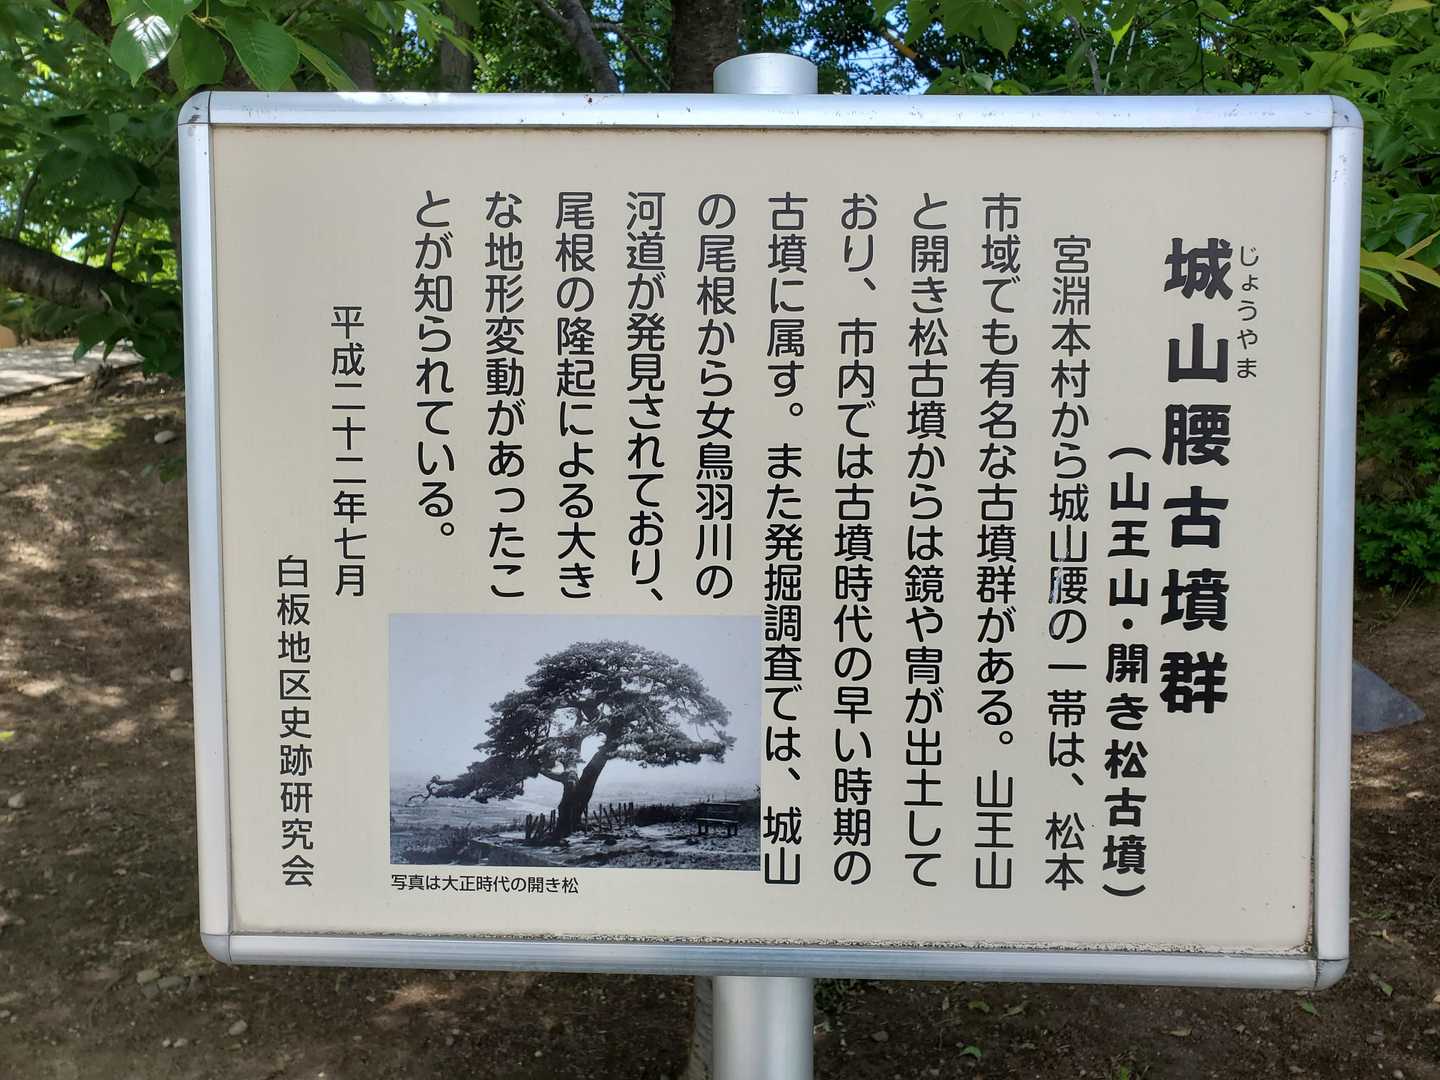 城山腰古墳群
じょうやま
（山王山・開き松古墳）
宮淵本村から城山腰の一帯は、松本
市域でも有名な古墳群がある。山王山
と開き松古墳からは鏡や冑が出土して
おり、市内では古墳時代の早い時期の
古墳に属す。また発掘調査では、城山
の尾根から女鳥羽川の
河道が発見されており、
尾根の隆起による大き
な地形変動があったこ
とが知られている。
平成二十二年七月
白板地区史跡研究会
写真は大正時代の開き松